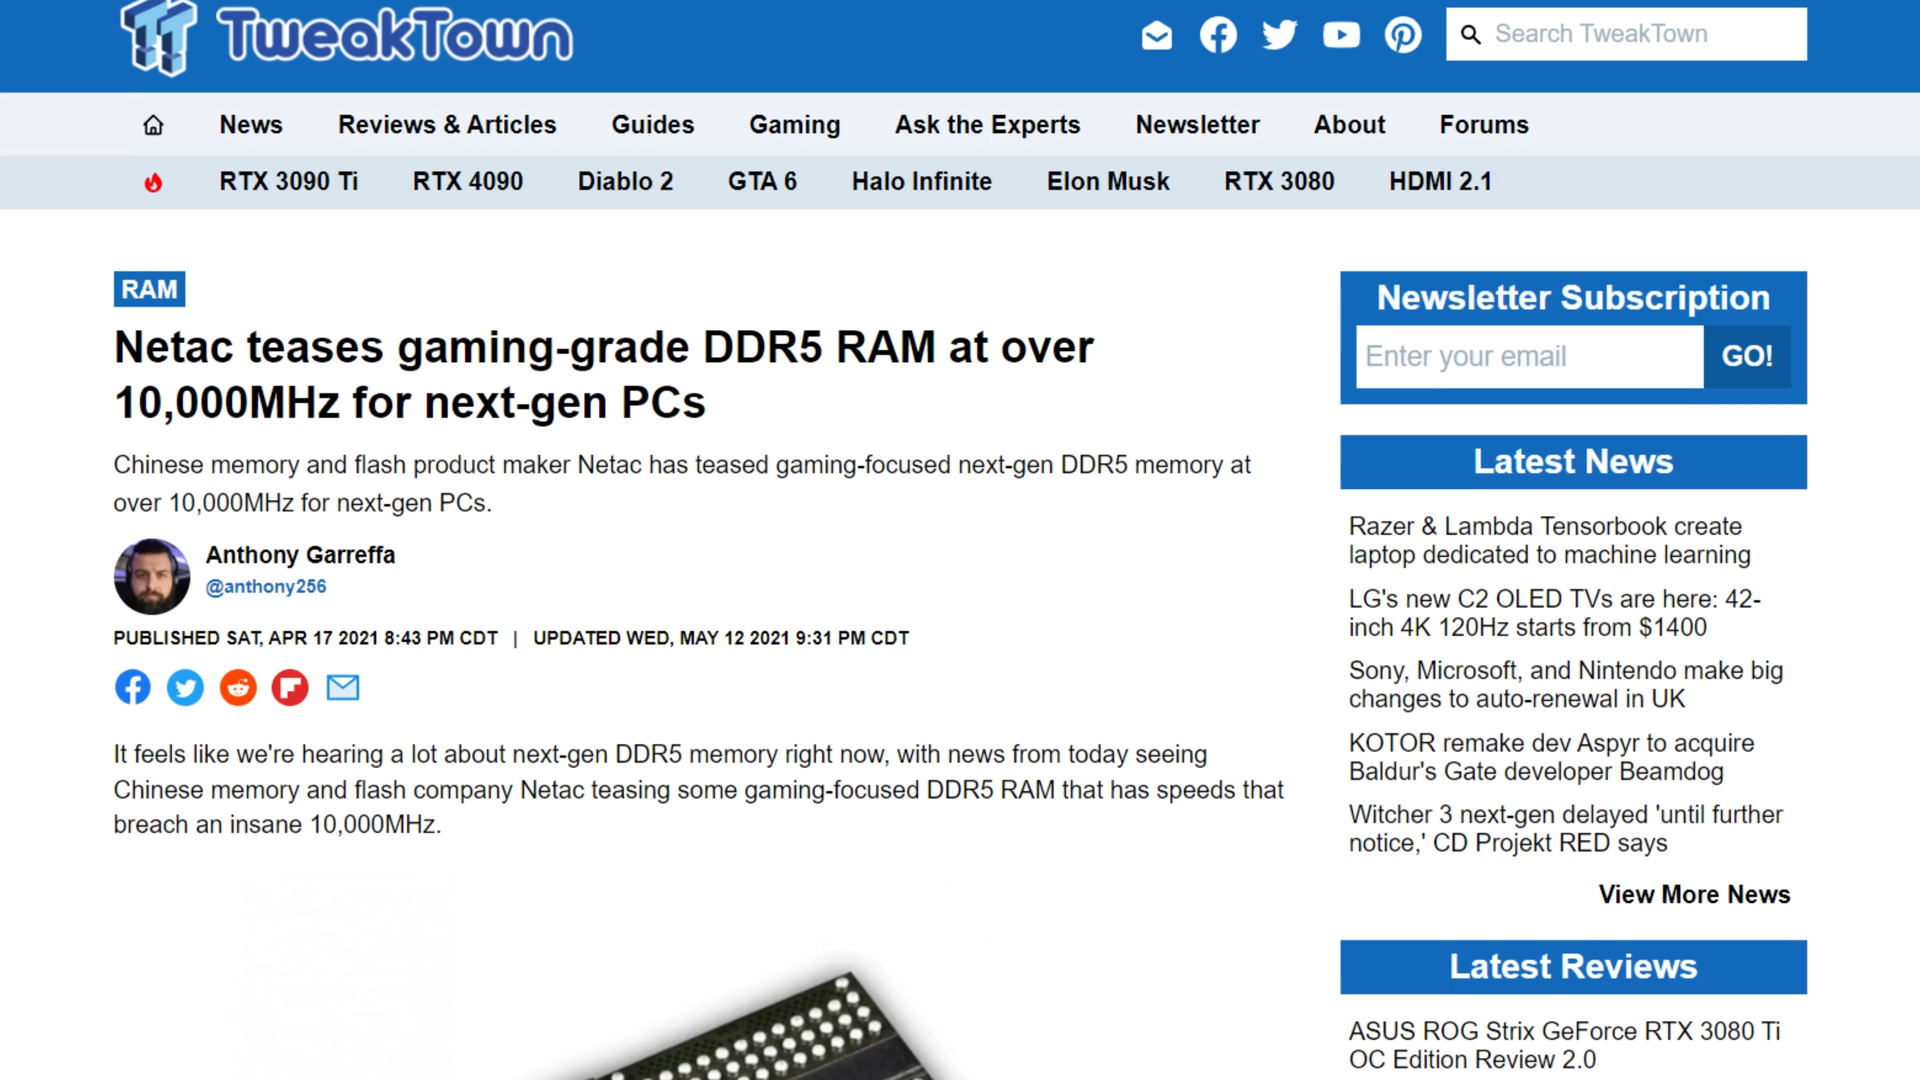 TweakTown
Search TweakTown
News Reviews & Articles Guides Gaming Ask the Experts Newsletter About Forums
RTX 3090 Ti RTX 4090 Diablo 2 GTA 6 Halo Infinite Elon Musk RTX 3080 HDMI 2.1
RAM
Netac teases gaming-grade DDR5 RAM at over
10,000MHz for next-gen PCs
Chinese memory and flash product maker Netac has teased gaming-focused next-gen DDR5 memory at
over 10,000MHz for next-gen PCs.
Anthony Garreffa
@anthony256
PUBLISHED SAT, APR 17 2021 8:43 PM CDT | UPDATED WED, MAY 12 2021 9:31 PM CDT
It feels like we're hearing a lot about next-gen DDR5 memory right now, with news from today seeing
Chinese memory and flash company Netac teasing some gaming-focused DDR5 RAM that has speeds that
breach an insane 10,000MHz.
Newsletter Subscription
Enter your email GO!
Latest News
Razer & Lambda Tensorbook create
laptop dedicated to machine learning
LG's new C2 OLED TVs are here: 42-
inch 4K 120Hz starts from $1400
Sony, Microsoft, and Nintendo make big
changes to auto-renewal in UK
KOTOR remake dev Aspyr to acquire
Baldur's Gate developer Beamdog
Witcher 3 next-gen delayed 'until further
notice,' CD Projekt RED says
View More News
Latest Reviews
ASUS ROG Strix GeForce RTX 3080 Ti
OC Edition Review 2.0